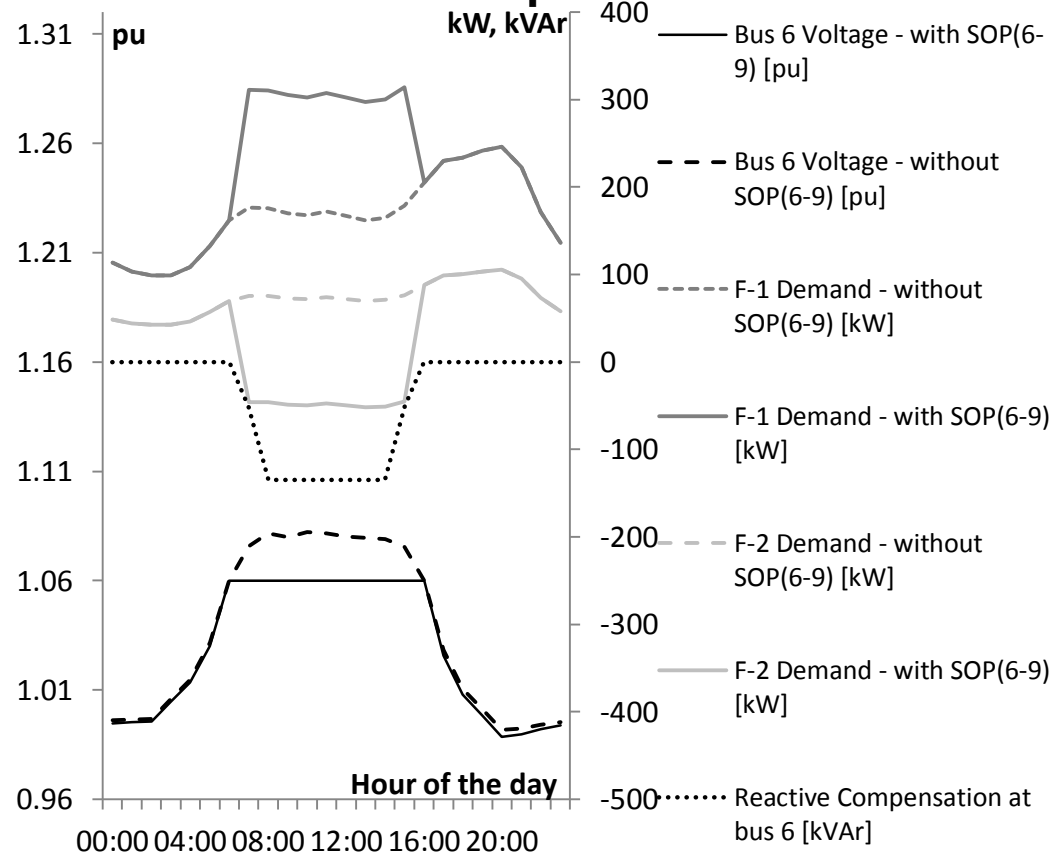 pu
kW, kVAr
1.31
1.26
1.21
1.16
1.11
1.06
1.01
0.96
400
300
200
100
0
-100
-200
-300
-400
-500
Hour of the day
00:00 04:00 08:00 12:00 16:00 20:00
Bus 6 Voltage - with SOP(6-
9) [pu]
Bus 6 Voltage - without
SOP(6-9) [pu]
F-1 Demand - without
SOP(6-9) [kW]
F-1 Demand - with SOP(6-9)
[kW]
F-2 Demand - without
SOP(6-9) [kW]
F-2 Demand - with SOP(6-9)
[kW]
Reactive Compensation at
bus 6 [kVAr]